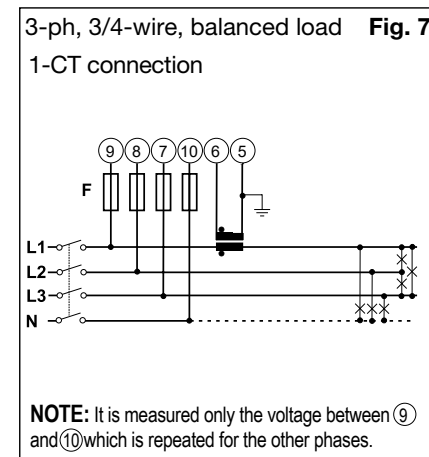 3-ph, 3/4-wire, balanced load Fig. 7
1-CT connection
9 8 7 10 6 5
F
L1
L2
L3
N
NOTE: It is measured only the voltage between 9
and 10 which is repeated for the other phases.